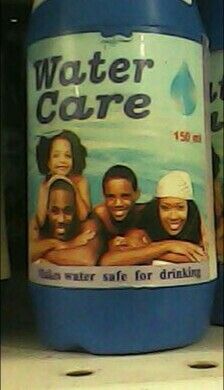 Water
Care
150 ml
Makes water safe for drinking